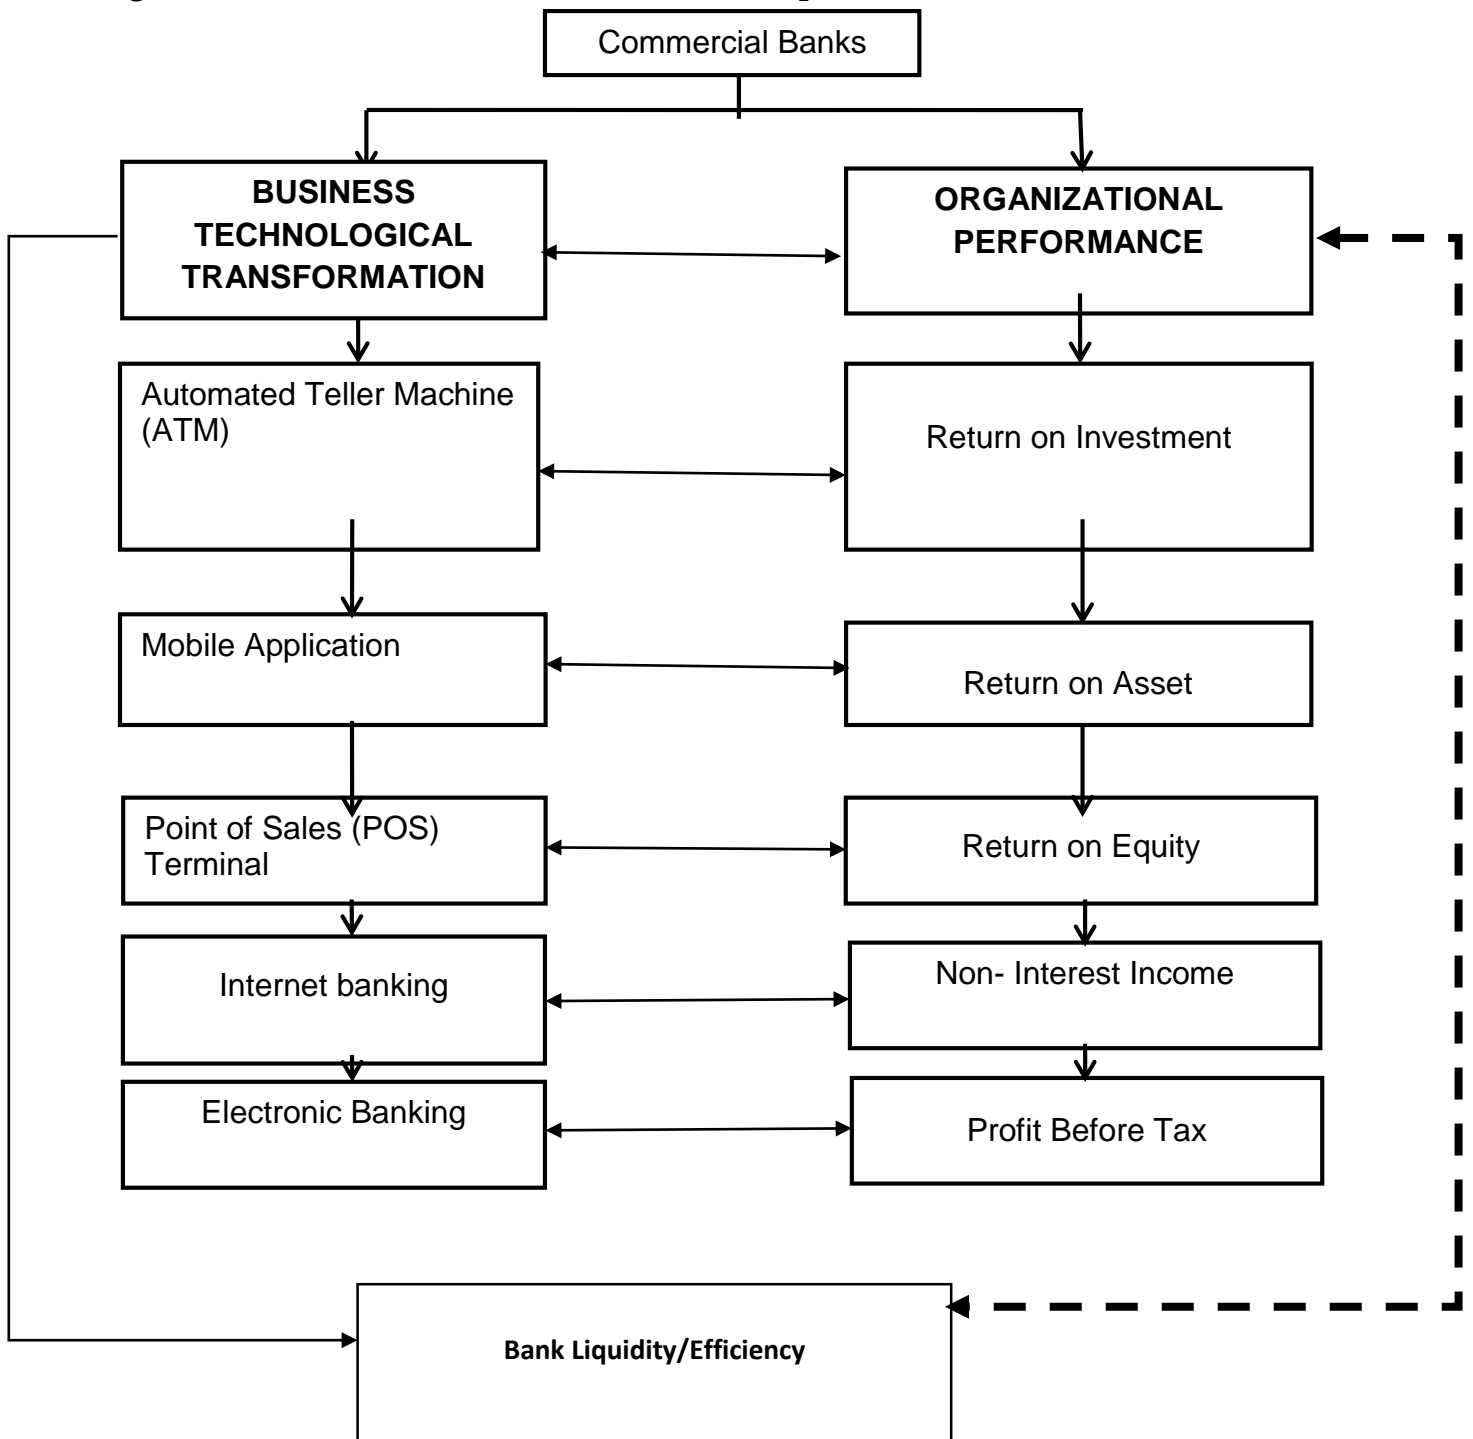 Commercial Banks
BUSINESS
TECHNOLOGICAL
TRANSFORMATION
ORGANIZATIONAL
PERFORMANCE
Automated Teller Machine
(ATM)
Return on Investment
Mobile Application
Return on Asset
Point of Sales (POS)
Terminal
Return on Equity
Internet banking
Non- Interest Income
Electronic Banking
Profit Before Tax
Bank Liquidity/Efficiency